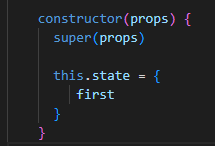 constructor(props) {
super(props)
this.state = {
first
}
}